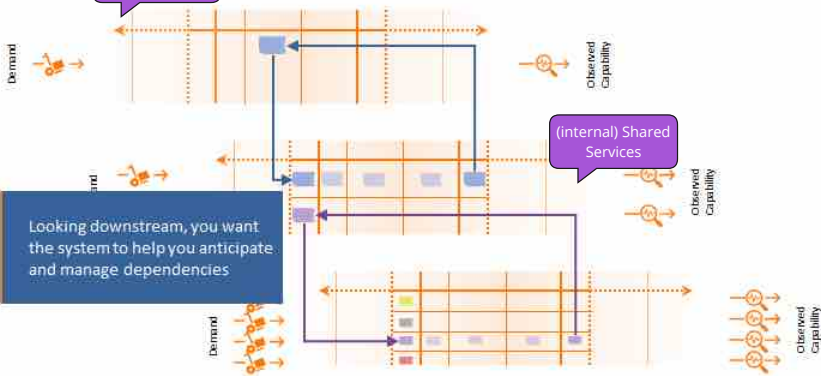 Demand
Observed
Capability
(internal) Shared
Services
Observed
Capability
Looking downstream, you want
the system to help you anticipate
and manage dependencies
Demand
Observed
Capability